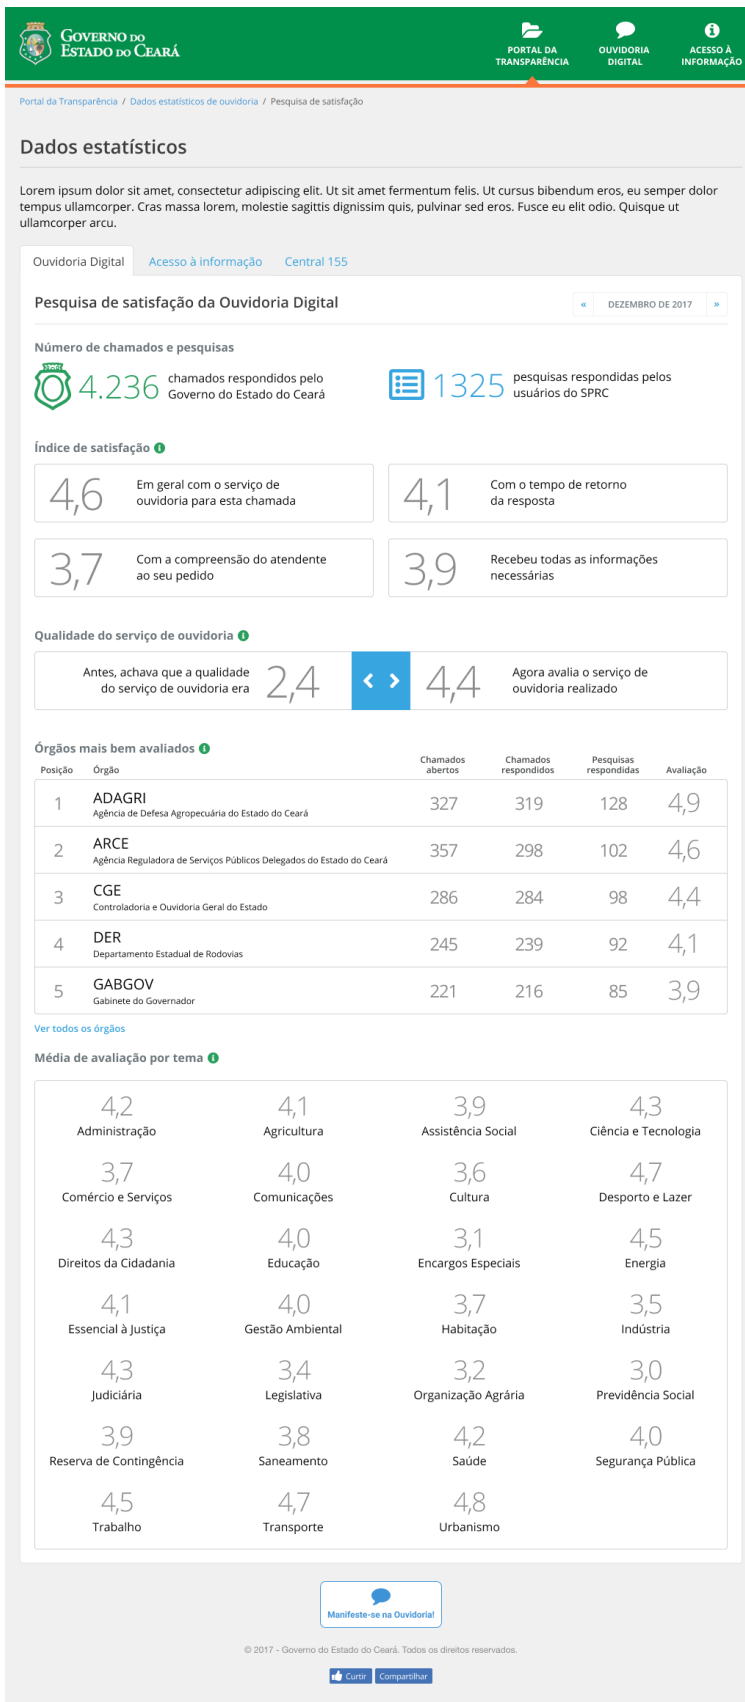 GOVERNO DO
ESTADO DO CEARÁ
PORTAL DA
TRANSPARÊNCIA
OUVIDORIA
DIGITAL
ACESSO À
INFORMAÇÃO
Portal da Transparência / Dados estatísticos de ouvidoria / Pesquisa de satisfação
Dados estatísticos
Lorem ipsum dolor sit amet, consectetur adipiscing elit. Ut sit amet fermentum felis. Ut cursus bibendum eros, eu semper dolor
tempus ullamcorper. Cras massa lorem, molestie sagittis dignissim quis, pulvinar sed eros. Fusce eu elit odio. Quisque ut
ullamcorper arcu.
Ouvidoria Digital Acesso à informação Central 155
Pesquisa de satisfação da Ouvidoria Digital
« DEZEMBRO DE 2017 »
Número de chamados e pesquisas
4.236 chamados respondidos pelo
Governo do Estado do Ceará
1325 pesquisas respondidas pelos
usuários do SPRC
Índice de satisfação
4,6 Em geral com o serviço de
ouvidoria para esta chamada
4,1 Com o tempo de retorno
da resposta
3,7 Com a compreensão do atendente
ao seu pedido
3,9 Recebeu todas as informações
necessárias
Qualidade do serviço de ouvidoria
Antes, achava que a qualidade
do serviço de ouvidoria era 2,4
4,4 Agora avalia o serviço de
ouvidoria realizado
Órgãos mais bem avaliados
Posição Órgão Chamados
abertos Chamados
respondidos Pesquisas
respondidas Avaliação
1 ADAGRI 327 319 128 4,9
Agência de Defesa Agropecuária do Estado do Ceará
2 ARCE 357 298 102 4,6
Agência Reguladora de Serviços Públicos Delegados do Estado do Ceará
3 CGE 286 284 98 4,4
Controladoria e Ouvidoria Geral do Estado
4 DER 245 239 92 4,1
Departamento Estadual de Rodovias
5 GABGOV 221 216 85 3,9
Gabinete do Governador
Ver todos os órgãos
Média de avaliação por tema
4,2 4,1 3,9 4,3
Administração Agricultura Assistência Social Ciência e Tecnologia
3,7 4,0 3,6 4,7
Comércio e Serviços Comunicações Cultura Desporto e Lazer
4,3 4,0 3,1 4,5
Direitos da Cidadania Educação Encargos Especiais Energia
4,1 4,0 3,7 3,5
Essencial à Justiça Gestão Ambiental Habitação Indústria
4,3 3,4 3,2 3,0
Judiciária Legislativa Organização Agrária Previdência Social
3,9 3,8 4,2 4,0
Reserva de Contingência Saneamento Saúde Segurança Pública
4,5 4,7 4,8
Trabalho Transporte Urbanismo
Manifeste-se na Ouvidoria!
© 2017 - Governo do Estado do Ceará. Todos os direitos reservados.
Curtir Compartilhar